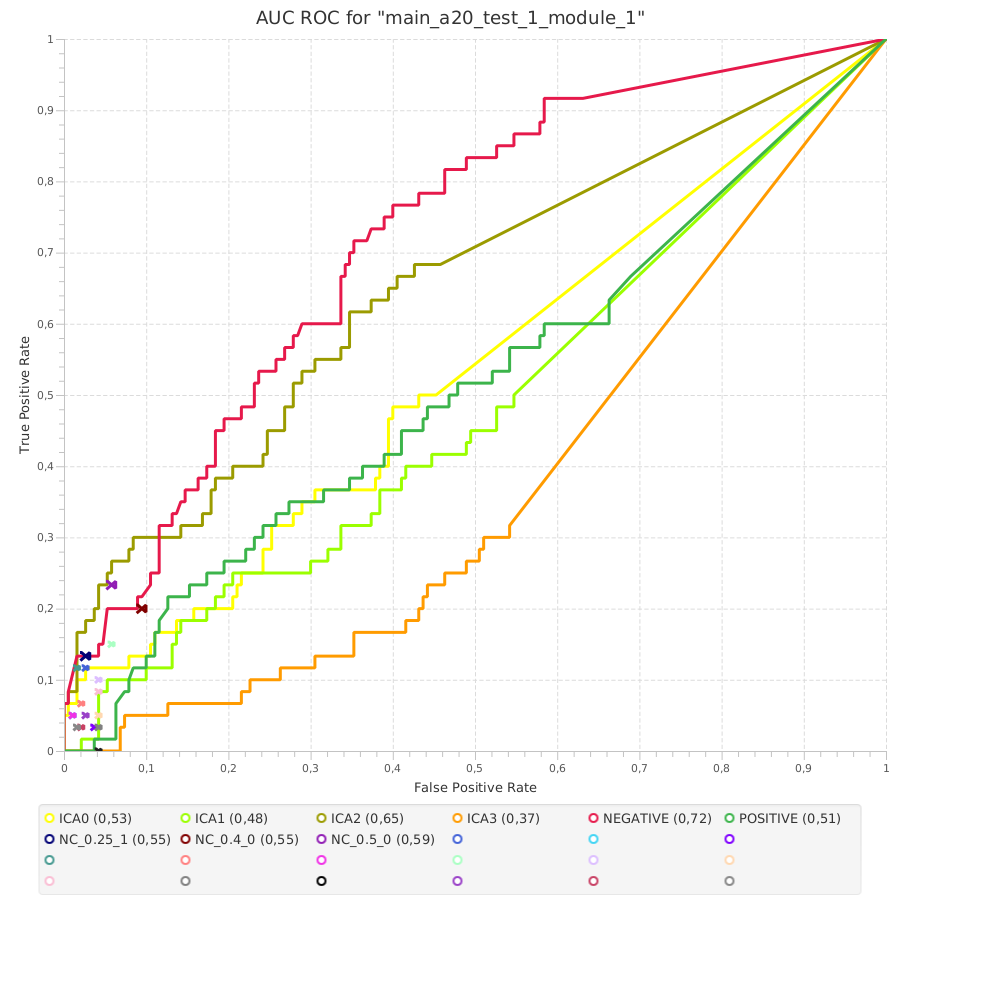 AUC ROC for "main_a20_test_1_module_1"
1
0,9
0,8
0,7
0,6
0,5
0,4
0,3
0,2
0,1
0
True Positive Rate
0 0,1 0,2 0,3 0,4 0,5 0,6 0,7 0,8 0,9 1
False Positive Rate
ICA0 (0,53) ICA1 (0,48) ICA2 (0,65) ICA3 (0,37) NEGATIVE (0,72) POSITIVE (0,51)
NC_0.25_1 (0,55) NC_0.4_0 (0,55) NC_0.5_0 (0,59)